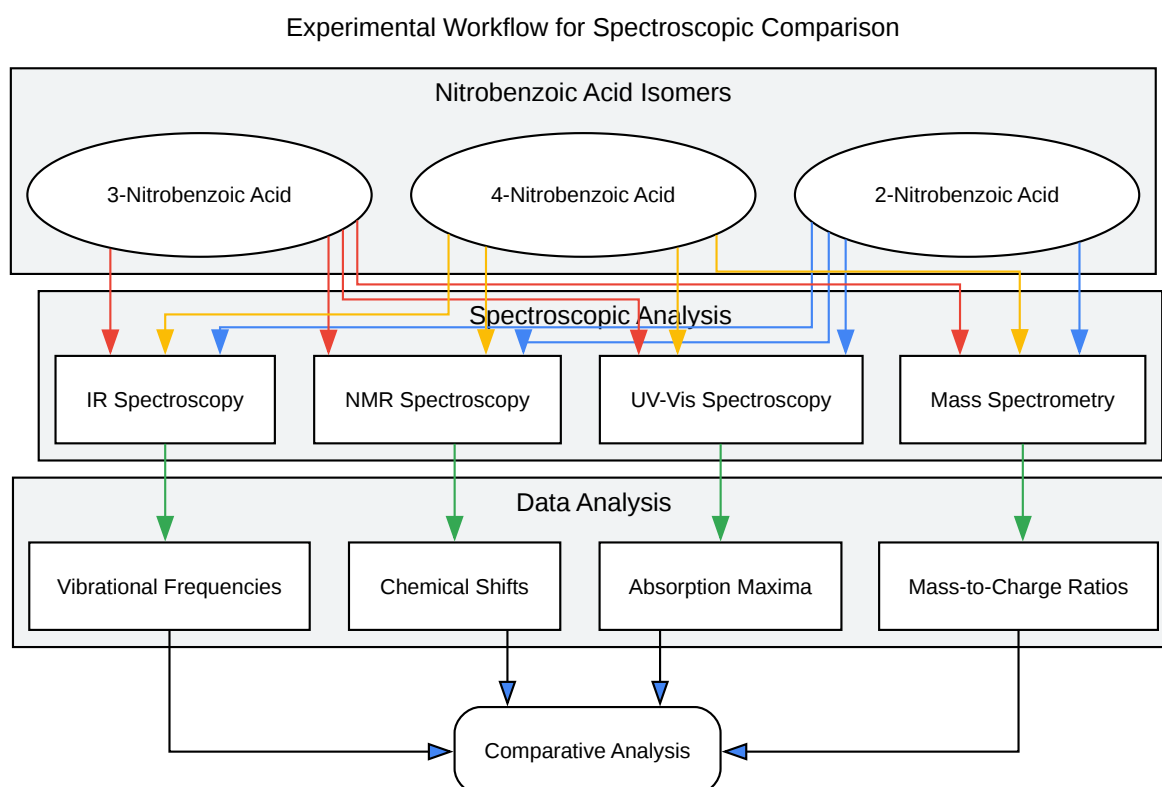 Experimental Workflow for Spectroscopic Comparison
Nitrobenzoic Acid Isomers
3-Nitrobenzoic Acid
4-Nitrobenzoic Acid
2-Nitrobenzoic Acid
Spectroscopic Analysis
IR Spectroscopy
NMR Spectroscopy
UV-Vis Spectroscopy
Mass Spectrometry
Data Analysis
Vibrational Frequencies
Chemical Shifts
Absorption Maxima
Mass-to-Charge Ratios
Comparative Analysis